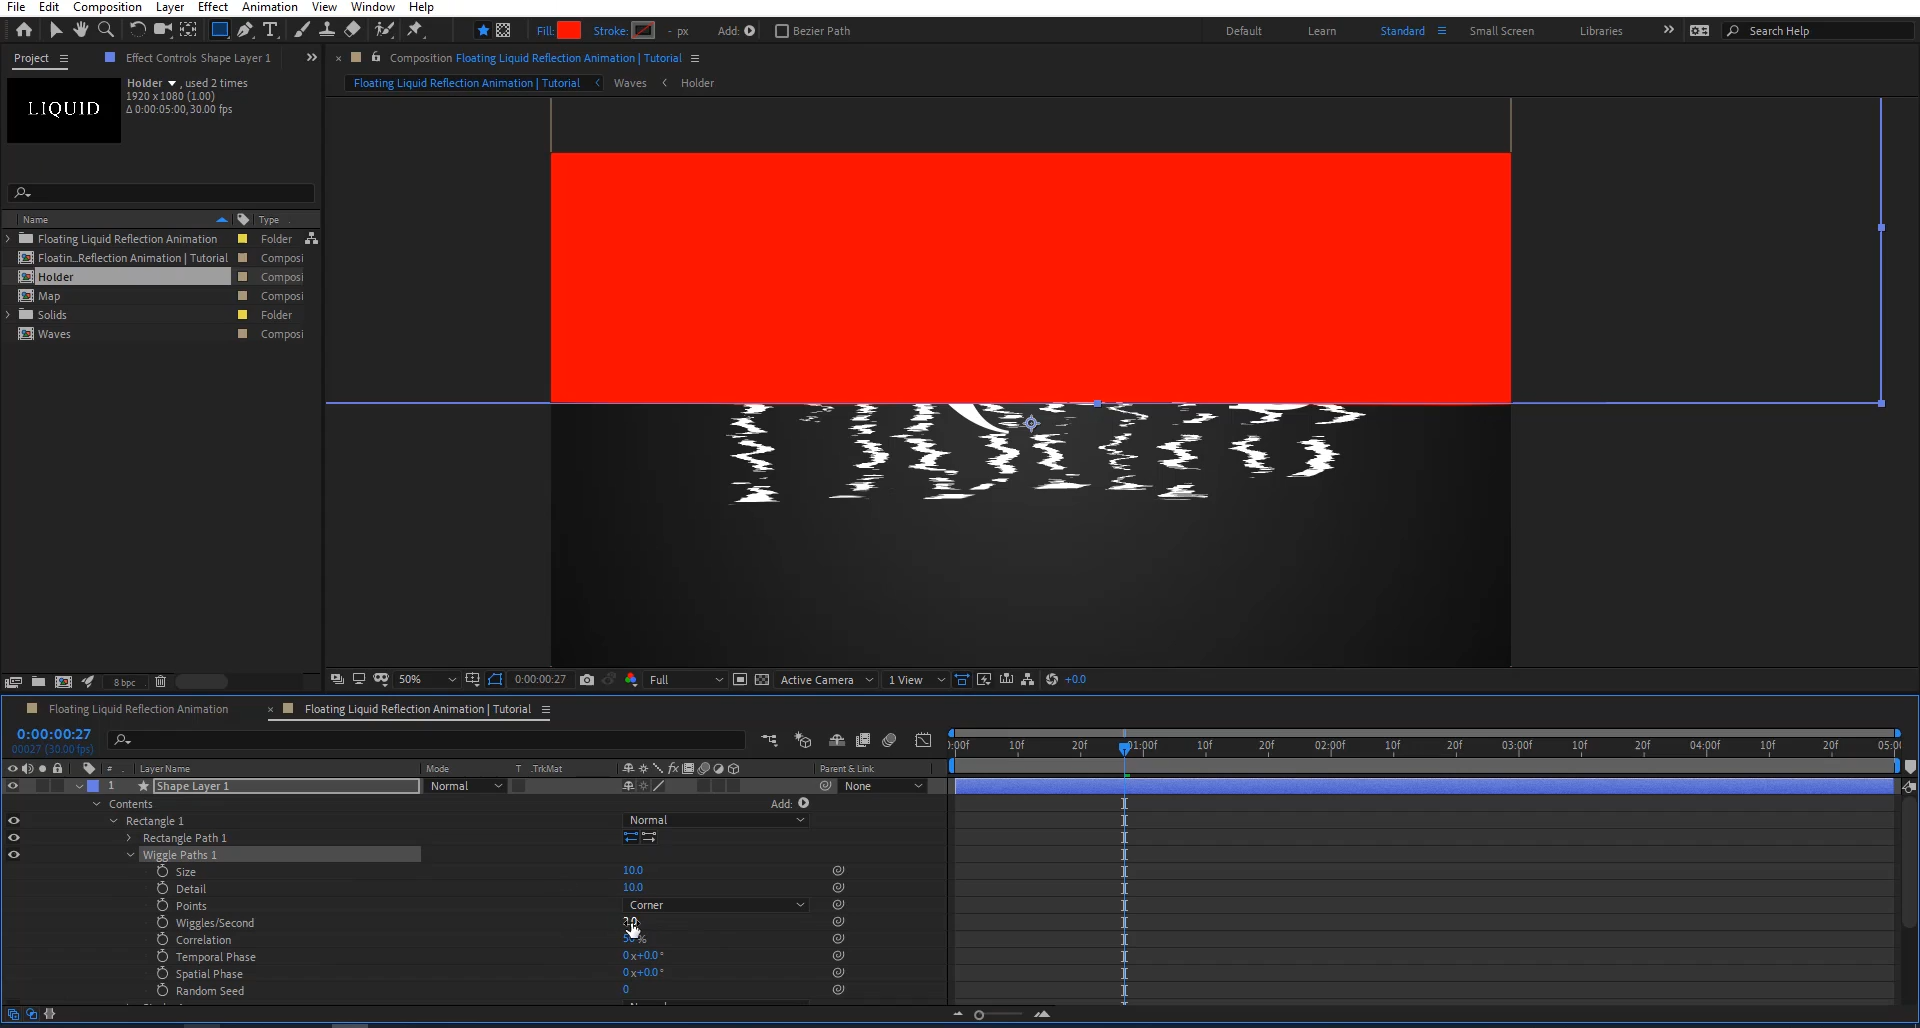 File Edit Composition Layer Effect Animation View Window Help
Fill: Stroke: - px Add: Bezier Path Default Learn Standard Small Screen Libraries Search Help
Project Effect Controls Shape Layer 1
Composition Floating Liquid Reflection Animation | Tutorial
Floating Liquid Reflection Animation | Tutorial Waves Holder
LIQUID
Holder , used 2 times
1920 x 1080 (1.00)
Δ 0:00:05:00, 30.00 fps
Name Type
Floating Liquid Reflection Animation Folder
Floatin...Reflection Animation | Tutorial Composi
Holder Composi
Map Composi
Solids Folder
Waves Composi
8 bpc
50% 0:00:00:27 Full Active Camera 1 View +0.0
Floating Liquid Reflection Animation Floating Liquid Reflection Animation | Tutorial
0:00:00:27
00027 (30.00 fps)
:00f 10f 20f 01:00f 10f 20f 02:00f 10f 20f 03:00f 10f 20f 04:00f 10f 20f 05:0
# Layer Name Mode T .TrkMat Parent & Link
1 Shape Layer 1 Normal None
Contents Add:
Rectangle 1 Normal
Rectangle Path 1
Wiggle Paths 1
Size 10.0
Detail 10.0
Points Corner
Wiggles/Second
Correlation %
Temporal Phase 0x+0.0°
Spatial Phase 0x+0.0°
Random Seed 0